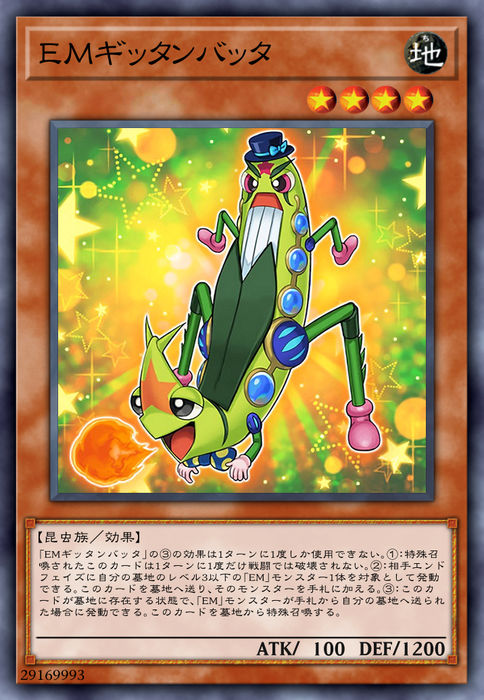 EMギッタンバッタ
ち
地
【昆虫族／効果】
「EMギッタンバッタ」の③の効果は1ターンに1度しか使用できない。①：特殊召
喚されたこのカードは1ターンに1度だけ戦闘では破壊されない。②：相手エンド
フェイズに自分の墓地のレベル3以下の「EM」モンスター1体を対象として発動
できる。このカードを墓地へ送り、そのモンスターを手札に加える。③：このカ
ードが墓地に存在する状態で、「EM」モンスターが手札から自分の墓地へ送られ
た場合に発動できる。このカードを墓地から特殊召喚する。
ATK/ 100 DEF/1200
29169993